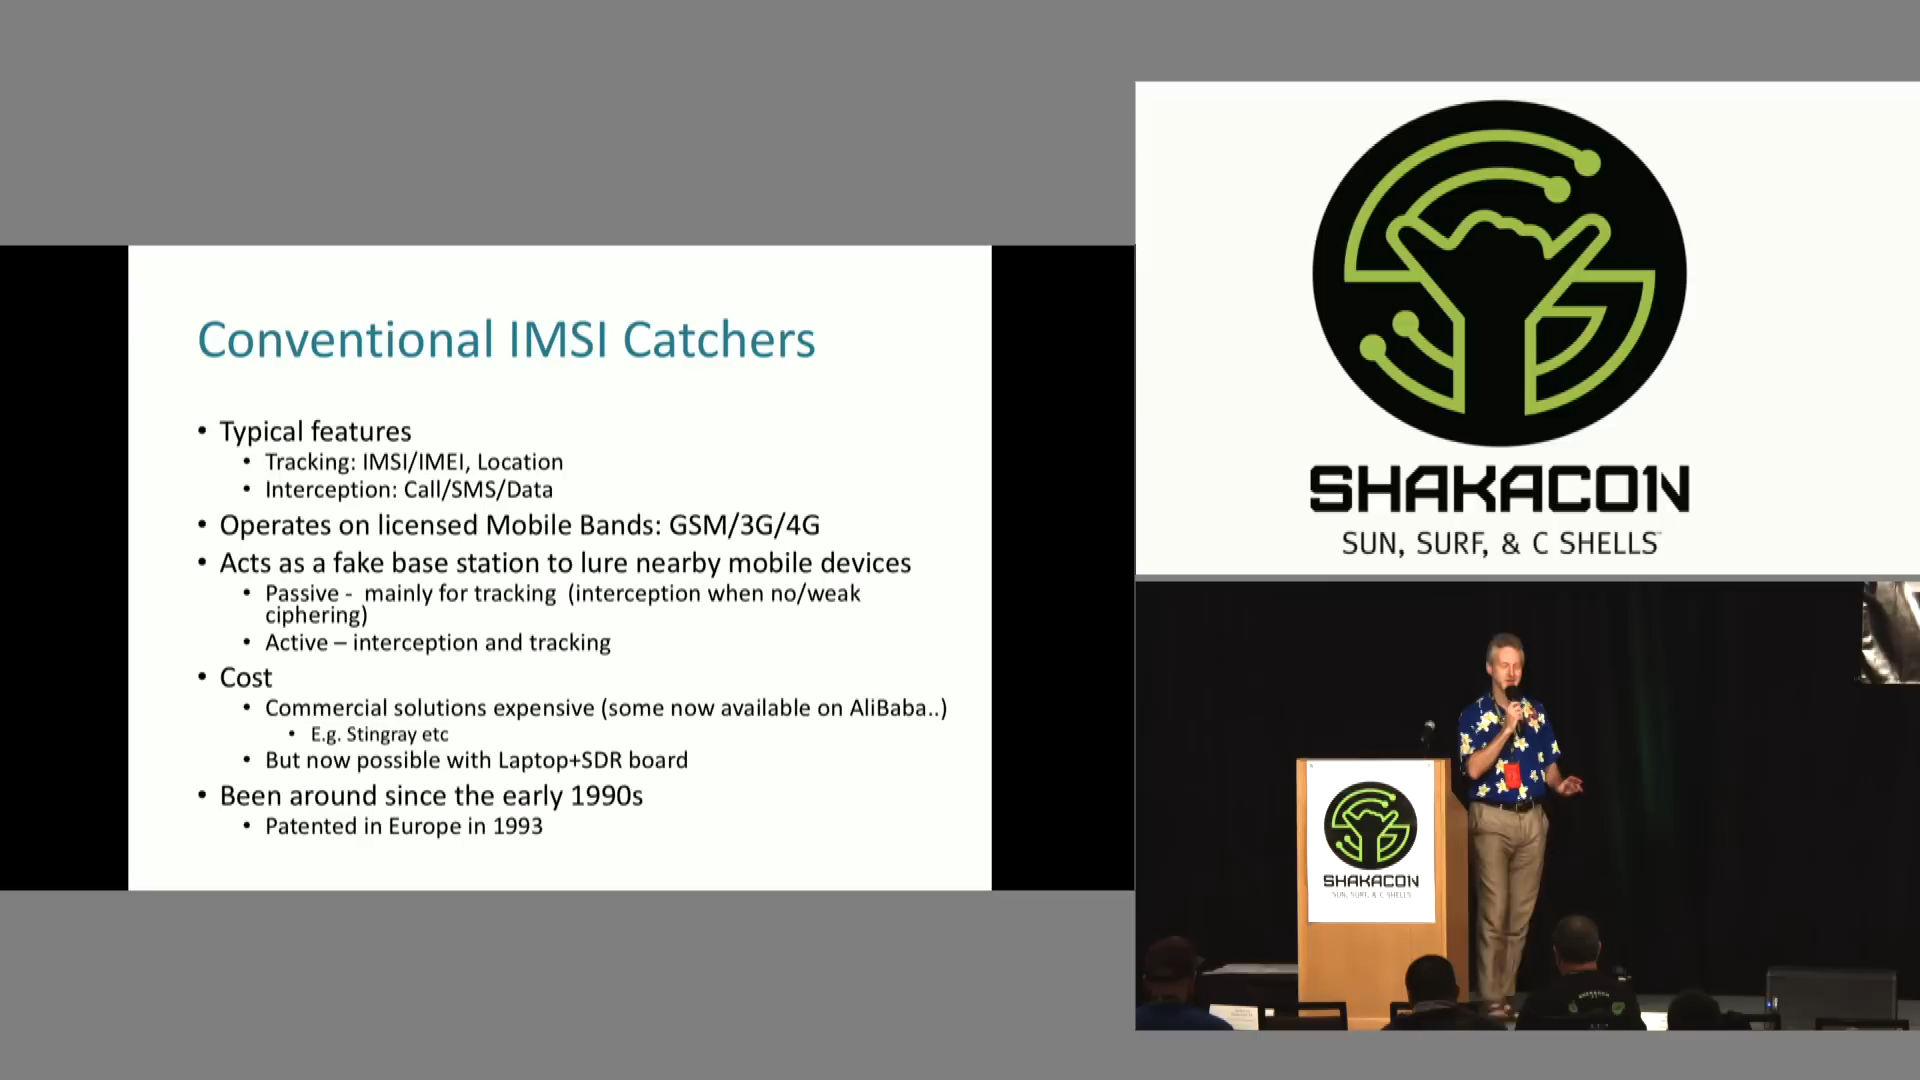 Conventional IMSI Catchers
• Typical features
• Tracking: IMSI/IMEI, Location
• Interception: Call/SMS/Data
• Operates on licensed Mobile Bands: GSM/3G/4G
• Acts as a fake base station to lure nearby mobile devices
• Passive - mainly for tracking (interception when no/weak
ciphering)
• Active – interception and tracking
• Cost
• Commercial solutions expensive (some now available on AliBaba..)
• E.g. Stingray etc
• But now possible with Laptop+SDR board
• Been around since the early 1990s
• Patented in Europe in 1993
SHAKACO1N
SUN, SURF, & C SHELLS
SHAKACON
SUN, SURF, & C SHELLS